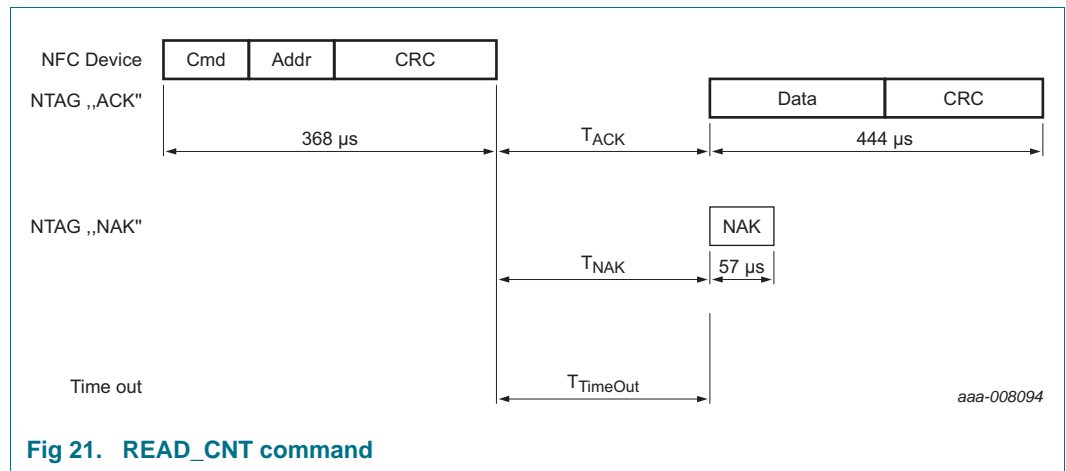 NFC Device Cmd Addr CRC
NTAG ,,ACK" Data CRC
368 µs TACK 444 µs
NTAG ,,NAK" NAK
TNAK 57 µs
Time out TTimeOut aaa-008094
Fig 21. READ_CNT command